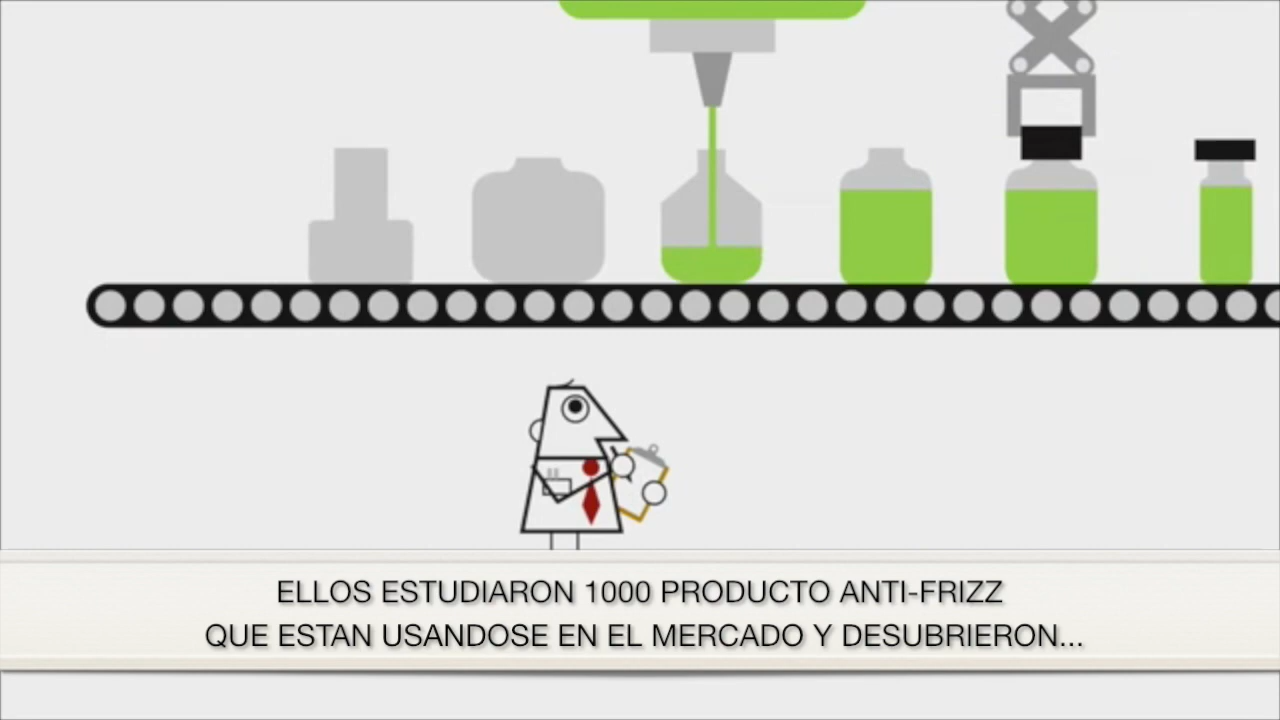 ELLOS ESTUDIARON 1000 PRODUCTO ANTI-FRIZZ
QUE ESTAN USANDOSE EN EL MERCADO Y DESUBRIERON...